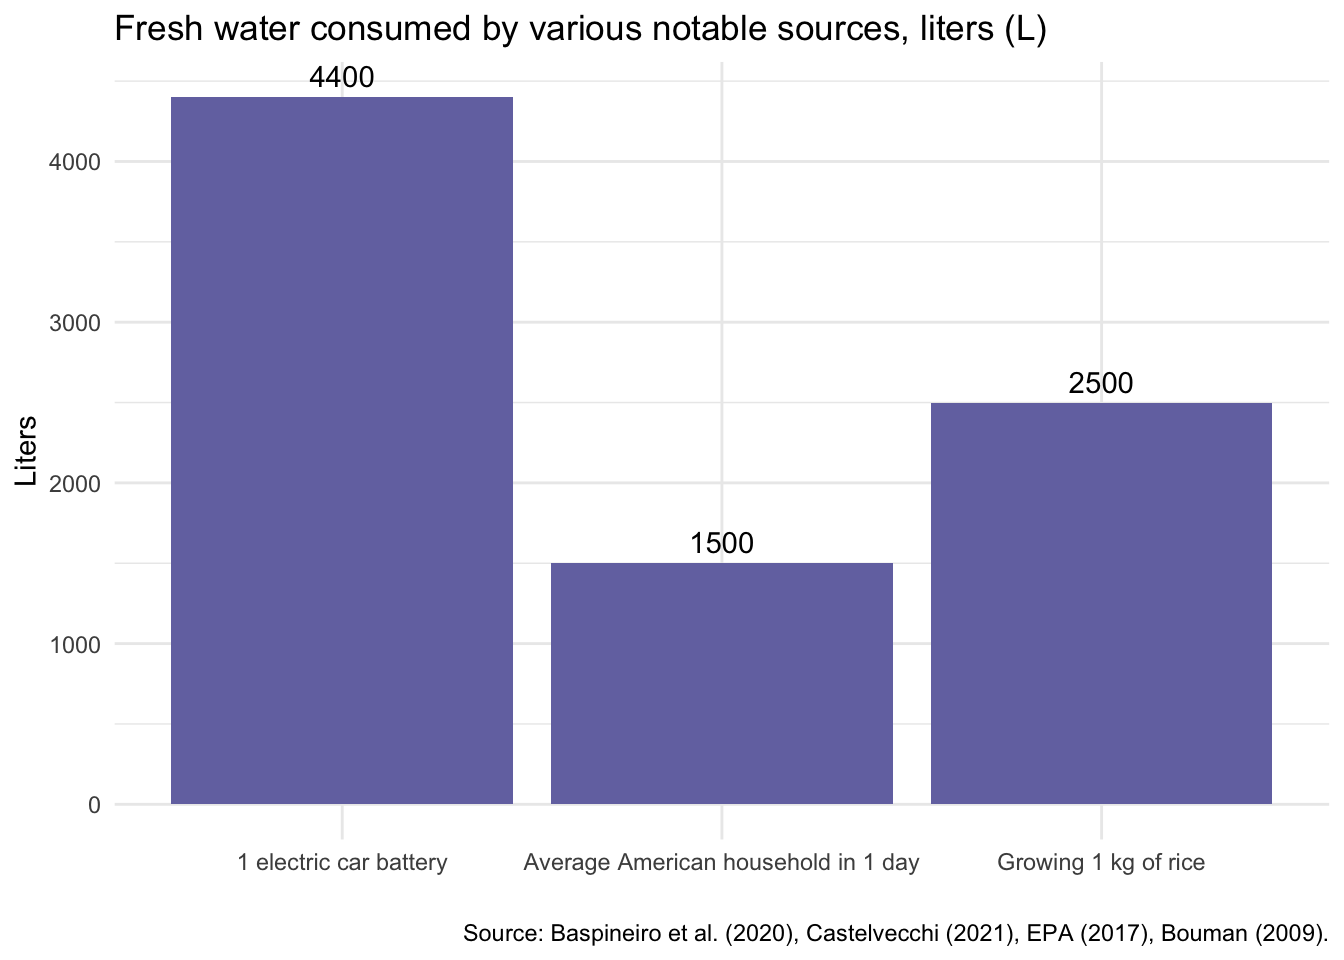 Fresh water consumed by various notable sources, liters (L)
4400
4000
3000
2500
Liters
2000
1500
1000
0
1 electric car battery
Average American household in 1 day
Growing 1 kg of rice
Source: Baspineiro et al. (2020), Castelvecchi (2021), EPA (2017), Bouman (2009).